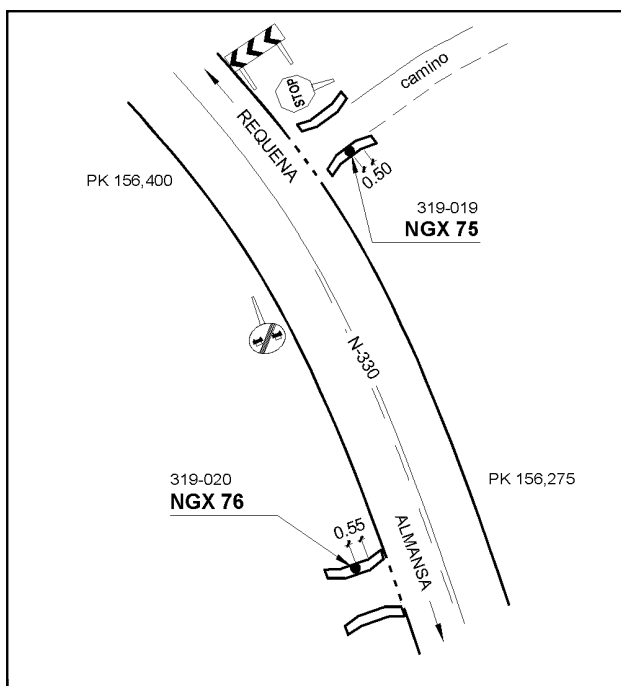 STOP
camino
REQUENA
PK 156,400
0.50
319-019
NGX 75
N-330
319-020
NGX 76
PK 156,275
0.55
ALMANSA